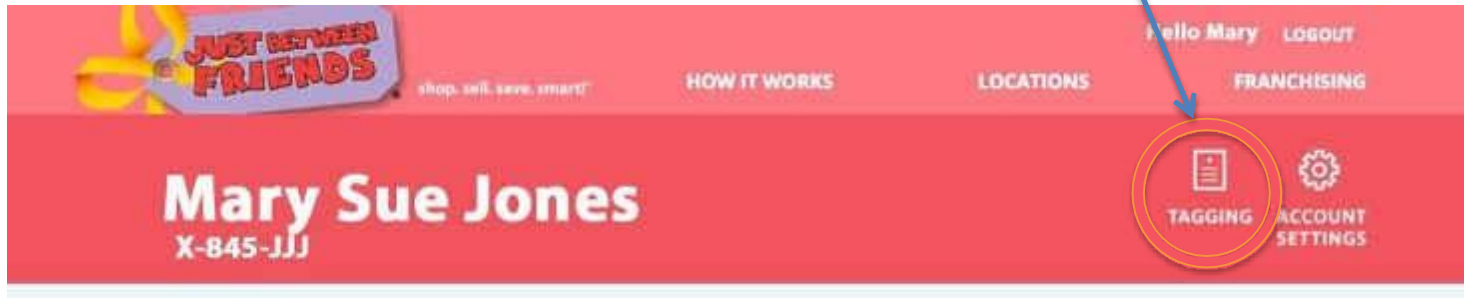 JUST BETWEEN
FRIENDS
shop. sell. save. smart!™
HOW IT WORKS
LOCATIONS
Hello Mary LOGOUT
FRANCHISING
Mary Sue Jones
X-845-JJJ
TAGGING
ACCOUNT
SETTINGS